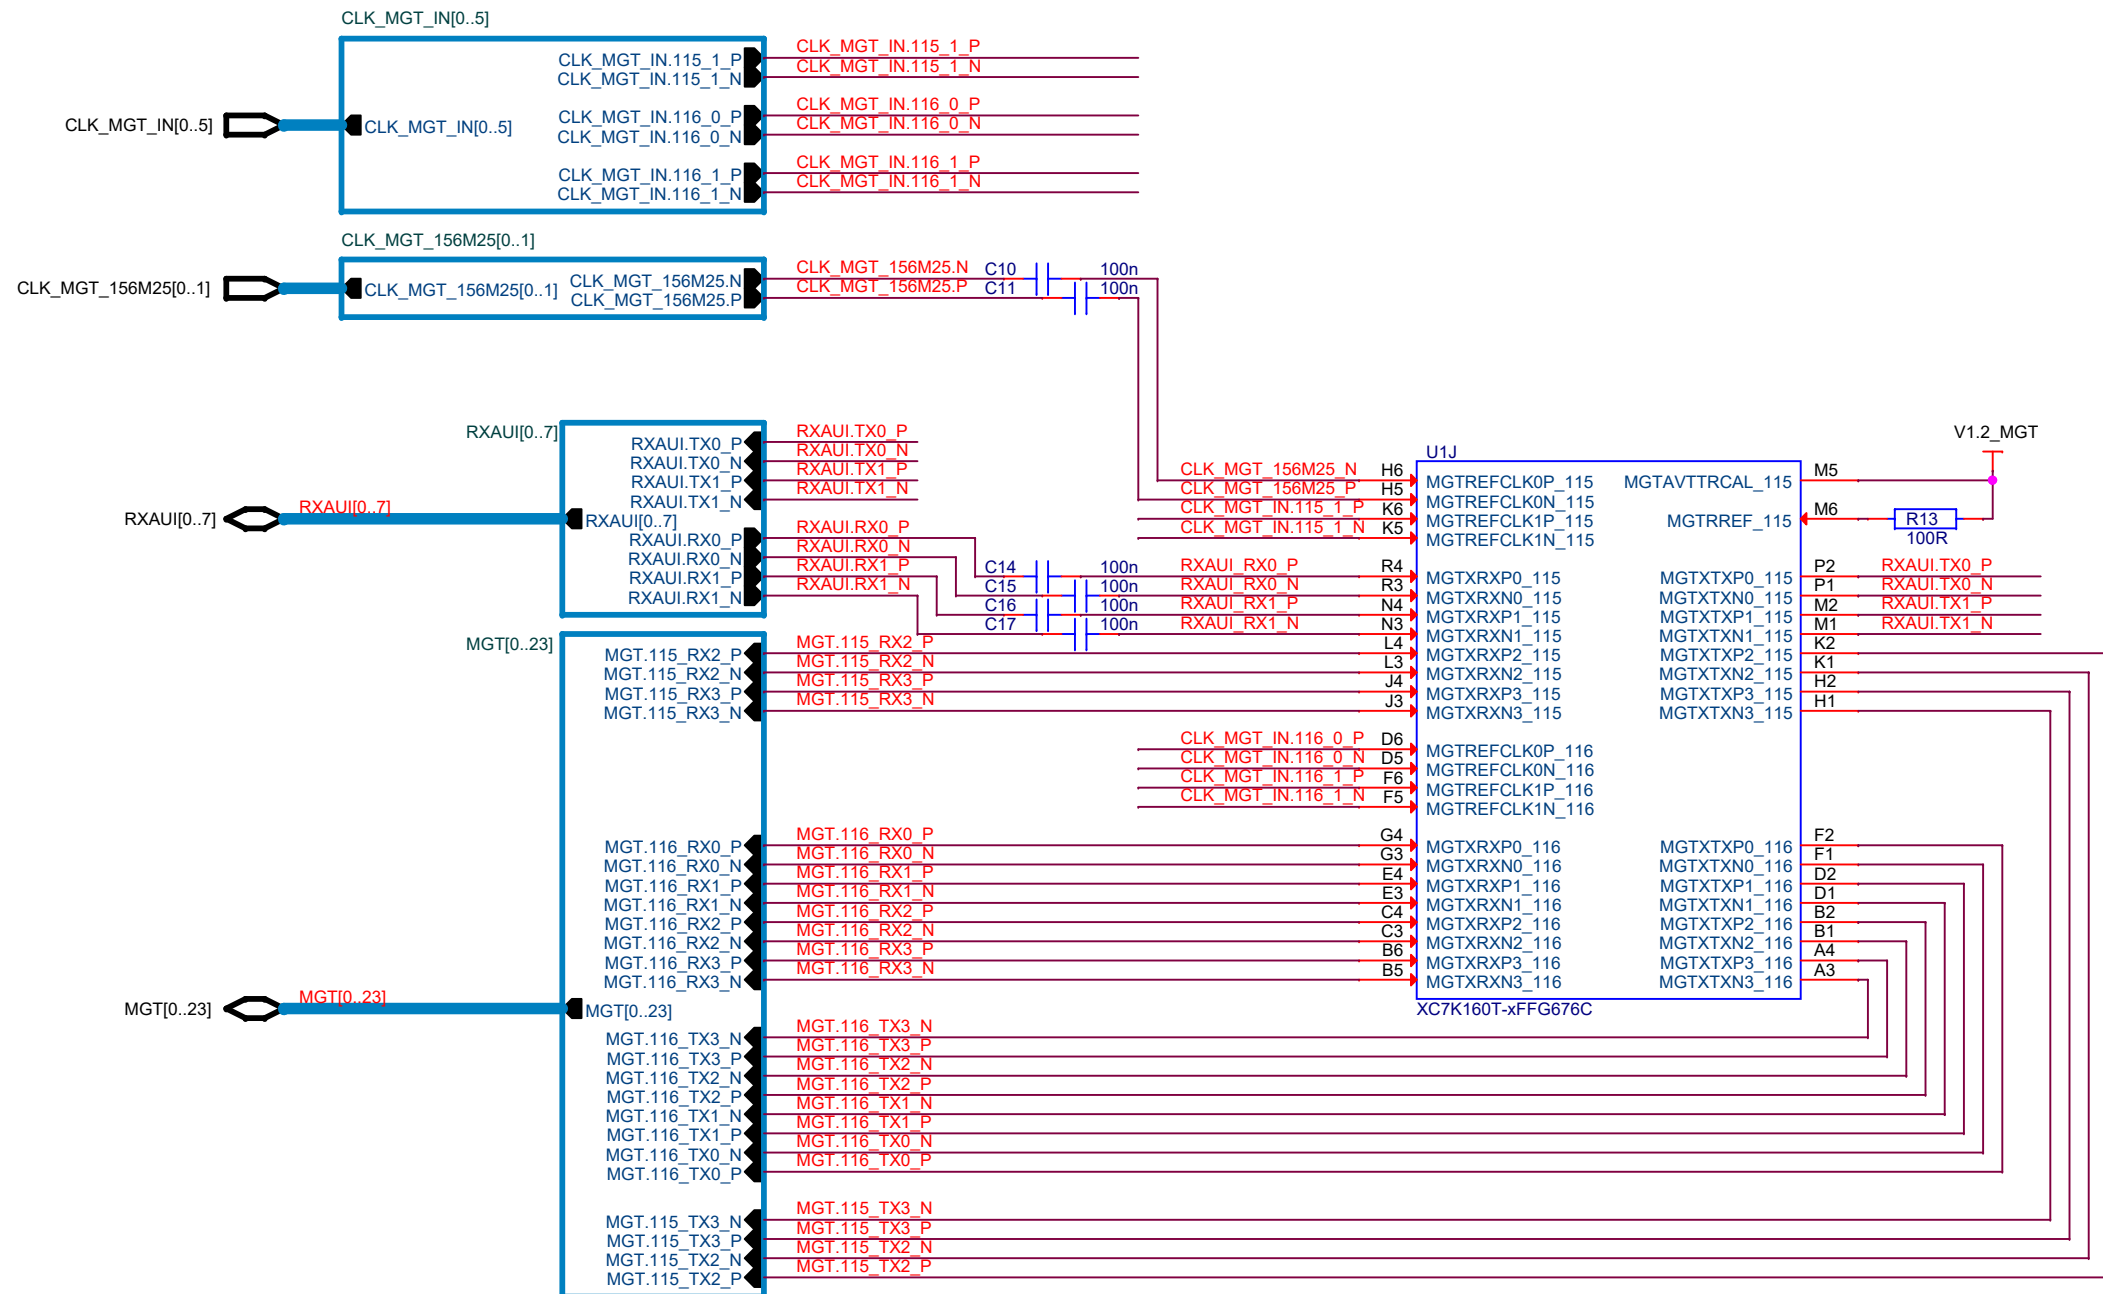 CLK_MGT_IN[0..5]
CLK_MGT_IN[0..5]
CLK_MGT_IN[0..5]
CLK_MGT_IN.115_1_P
CLK_MGT_IN.115_1_N
CLK_MGT_IN.116_0_P
CLK_MGT_IN.116_0_N
CLK_MGT_IN.116_1_P
CLK_MGT_IN.116_1_N
CLK_MGT_IN.115_1_P
CLK_MGT_IN.115_1_N
CLK_MGT_IN.116_0_P
CLK_MGT_IN.116_0_N
CLK_MGT_IN.116_1_P
CLK_MGT_IN.116_1_N
CLK_MGT_156M25[0..1]
CLK_MGT_156M25[0..1]
CLK_MGT_156M25[0..1]
CLK_MGT_156M25.N
CLK_MGT_156M25.P
CLK_MGT_156M25.N
CLK_MGT_156M25.P
C10 100n
C11 100n
RXAUI[0..7]
RXAUI[0..7]
RXAUI[0..7]
RXAUI.TX0_P
RXAUI.TX0_N
RXAUI.TX1_P
RXAUI.TX1_N
RXAUI[0..7]
RXAUI.RX0_P
RXAUI.RX0_N
RXAUI.RX1_P
RXAUI.RX1_N
RXAUI.TX0_P
RXAUI.TX0_N
RXAUI.TX1_P
RXAUI.TX1_N
RXAUI.RX0_P
RXAUI.RX0_N
RXAUI.RX1_P
RXAUI.RX1_N
C14 100n
C15 100n
C16 100n
C17 100n
MGT[0..23]
MGT[0..23]
MGT[0..23]
MGT.115_RX2_P
MGT.115_RX2_N
MGT.115_RX3_P
MGT.115_RX3_N
MGT.116_RX0_P
MGT.116_RX0_N
MGT.116_RX1_P
MGT.116_RX1_N
MGT.116_RX2_P
MGT.116_RX2_N
MGT.116_RX3_P
MGT.116_RX3_N
MGT[0..23]
MGT.116_TX3_N
MGT.116_TX3_P
MGT.116_TX2_N
MGT.116_TX2_P
MGT.116_TX1_N
MGT.116_TX1_P
MGT.116_TX0_N
MGT.116_TX0_P
MGT.115_TX3_N
MGT.115_TX3_P
MGT.115_TX2_N
MGT.115_TX2_P
MGT.115_RX2_P
MGT.115_RX2_N
MGT.115_RX3_P
MGT.115_RX3_N
MGT.116_RX0_P
MGT.116_RX0_N
MGT.116_RX1_P
MGT.116_RX1_N
MGT.116_RX2_P
MGT.116_RX2_N
MGT.116_RX3_P
MGT.116_RX3_N
MGT.116_TX3_N
MGT.116_TX3_P
MGT.116_TX2_N
MGT.116_TX2_P
MGT.116_TX1_N
MGT.116_TX1_P
MGT.116_TX0_N
MGT.116_TX0_P
MGT.115_TX3_N
MGT.115_TX3_P
MGT.115_TX2_N
MGT.115_TX2_P
U1J
CLK_MGT_156M25_N H6 MGTREFCLK0P_115
CLK_MGT_156M25_P H5 MGTREFCLK0N_115
CLK_MGT_IN.115_1_P K6 MGTREFCLK1P_115
CLK_MGT_IN.115_1_N K5 MGTREFCLK1N_115
RXAUI_RX0_P R4 MGTXRXP0_115
RXAUI_RX0_N R3 MGTXRXN0_115
RXAUI_RX1_P N4 MGTXRXP1_115
RXAUI_RX1_N N3 MGTXRXN1_115
L4 MGTXRXP2_115
L3 MGTXRXN2_115
J4 MGTXRXP3_115
J3 MGTXRXN3_115
CLK_MGT_IN.116_0_P D6 MGTREFCLK0P_116
CLK_MGT_IN.116_0_N D5 MGTREFCLK0N_116
CLK_MGT_IN.116_1_P F6 MGTREFCLK1P_116
CLK_MGT_IN.116_1_N F5 MGTREFCLK1N_116
G4 MGTXRXP0_116
G3 MGTXRXN0_116
E4 MGTXRXP1_116
E3 MGTXRXN1_116
C4 MGTXRXP2_116
C3 MGTXRXN2_116
B6 MGTXRXP3_116
B5 MGTXRXN3_116
V1.2_MGT
MGTAVTTRCAL_115 M5
MGTRREF_115 M6 R13
100R
MGTXTXP0_115 P2 RXAUI.TX0_P
MGTXTXN0_115 P1 RXAUI.TX0_N
MGTXTXP1_115 M2 RXAUI.TX1_P
MGTXTXN1_115 M1 RXAUI.TX1_N
MGTXTXP2_115 K2
MGTXTXN2_115 K1
MGTXTXP3_115 H2
MGTXTXN3_115 H1
MGTXTXP0_116 F2
MGTXTXN0_116 F1
MGTXTXP1_116 D2
MGTXTXN1_116 D1
MGTXTXP2_116 B2
MGTXTXN2_116 B1
MGTXTXP3_116 A4
MGTXTXN3_116 A3
XC7K160T-xFFG676C